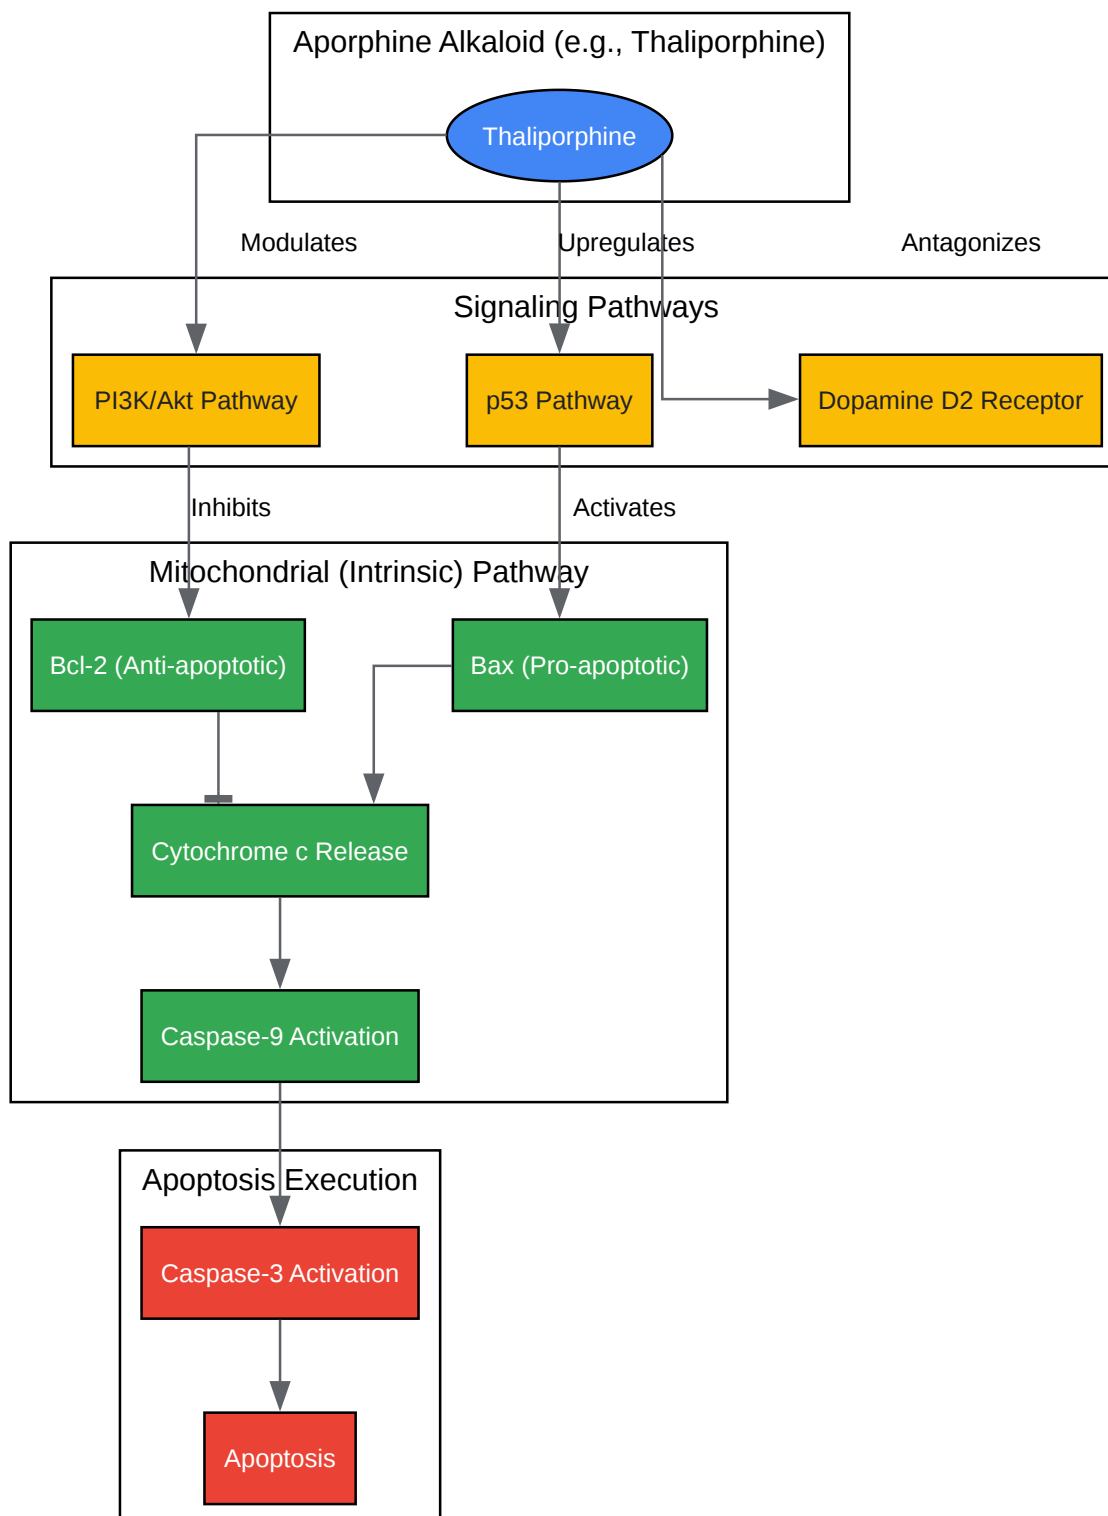 Aporphine Alkaloid (e.g., Thaliporphine)
Thaliporphine
Modulates
Upregulates
Antagonizes
Signaling Pathways
PI3K/Akt Pathway
p53 Pathway
Dopamine D2 Receptor
Inhibits
Activates
Mitochondrial (Intrinsic) Pathway
Bcl-2 (Anti-apoptotic)
Bax (Pro-apoptotic)
Cytochrome c Release
Caspase-9 Activation
Apoptosis Execution
Caspase-3 Activation
Apoptosis